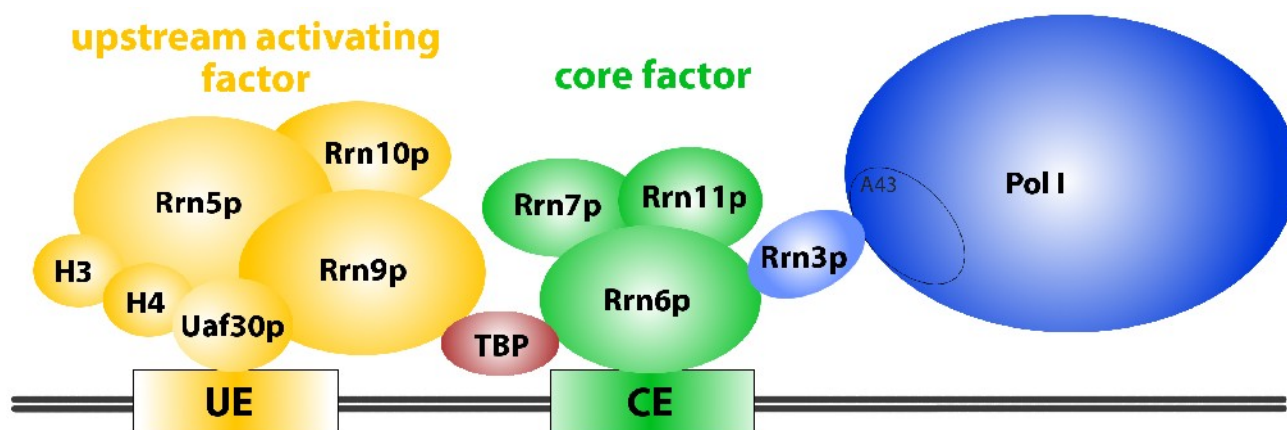 upstream activating
factor
core factor
Rrn10p
Rrn5p
Rrn7p
Rrn11p
A43
Pol I
H3
H4
Rrn9p
Rrn3p
Uaf30p
Rrn6p
TBP
UE
CE